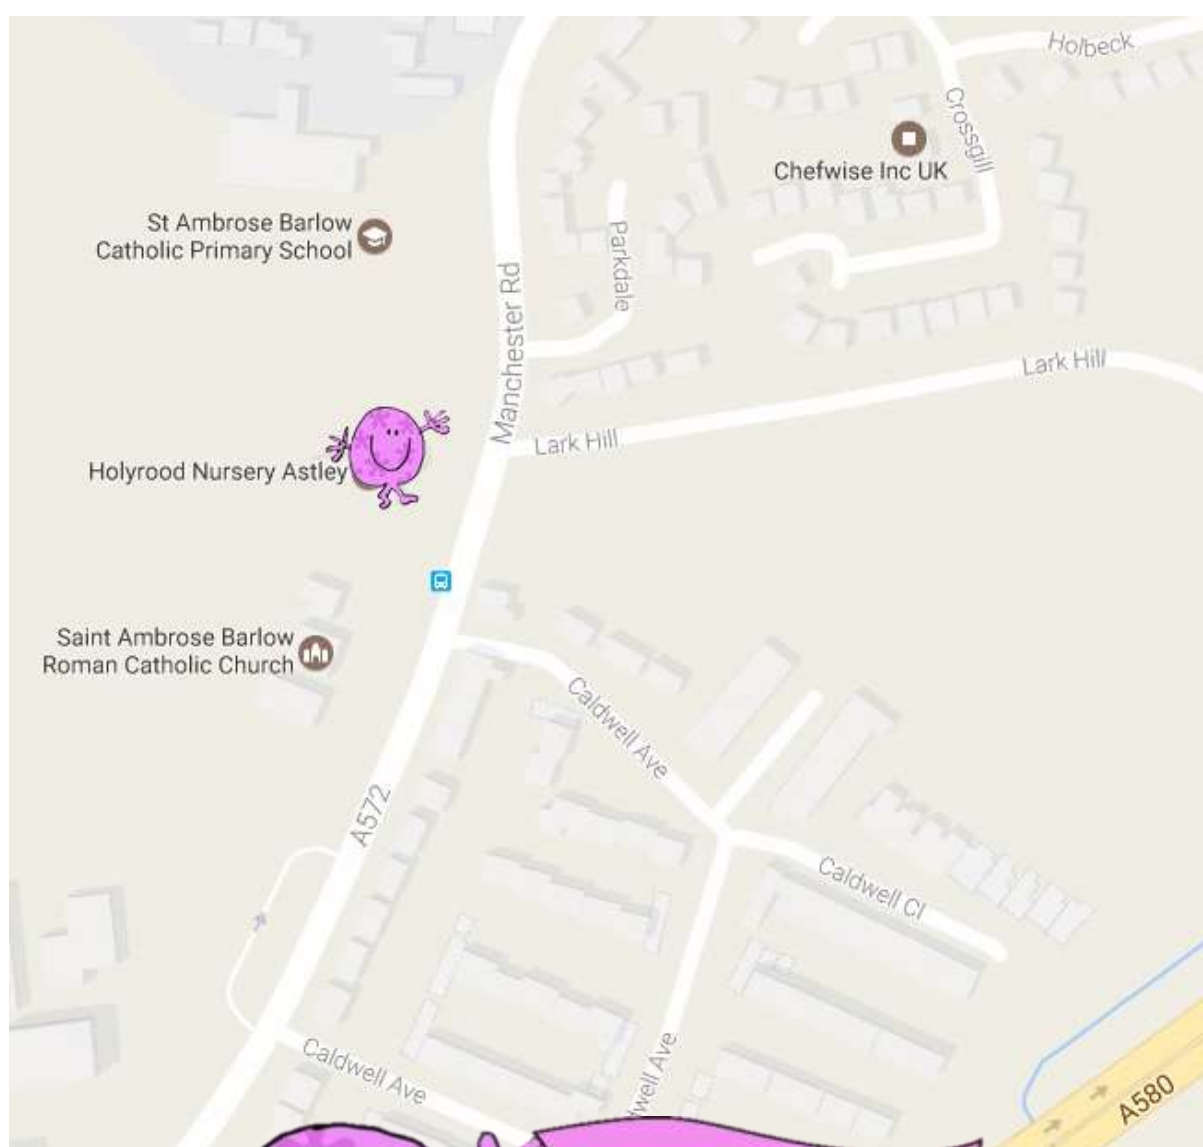 Holbeck
Crossgill
Chefwise Inc UK
St Ambrose Barlow
Catholic Primary School
Parkdale
Manchester Rd
Lark Hill
Lark Hill
Holyrood Nursery Astley
Saint Ambrose Barlow
Roman Catholic Church
Caldwell Ave
A572
Caldwell Cl
Caldwell Ave
dwell Ave
A580